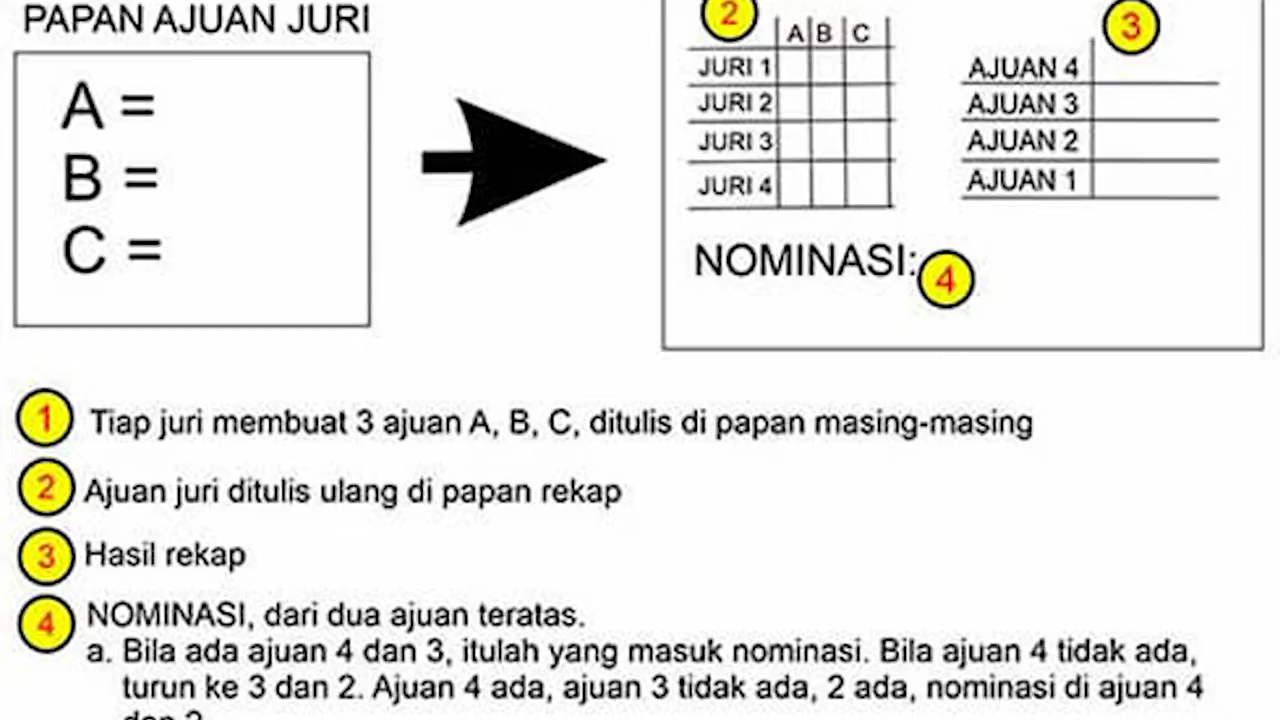 PAPAN AJUAN JURI
A =
B =
C =
2
A B C
JURI 1
JURI 2
JURI 3
JURI 4
3
AJUAN 4
AJUAN 3
AJUAN 2
AJUAN 1
NOMINASI: 4
1 Tiap juri membuat 3 ajuan A, B, C, ditulis di papan masing-masing
2 Ajuan juri ditulis ulang di papan rekap
3 Hasil rekap
4 NOMINASI, dari dua ajuan teratas.
a. Bila ada ajuan 4 dan 3, itulah yang masuk nominasi. Bila ajuan 4 tidak ada,
turun ke 3 dan 2. Ajuan 4 ada, ajuan 3 tidak ada, 2 ada, nominasi di ajuan 4
dan 2